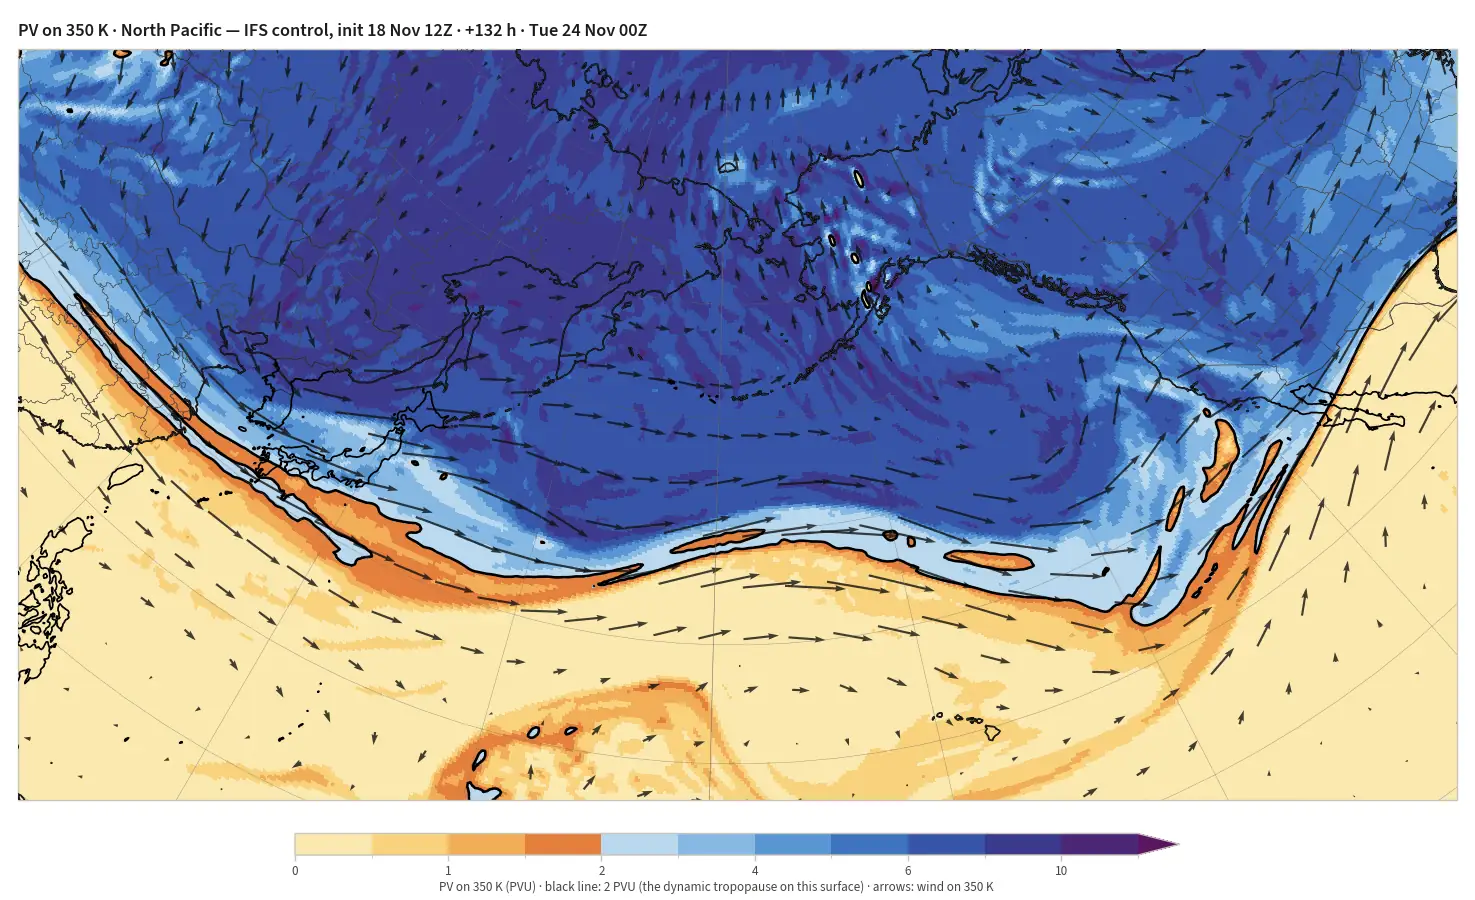 PV on 350 K · North Pacific — IFS control, init 18 Nov 12Z · +132 h · Tue 24 Nov 00Z
0 1 2 4 6 10
PV on 350 K (PVU) · black line: 2 PVU (the dynamic tropopause on this surface) · arrows: wind on 350 K